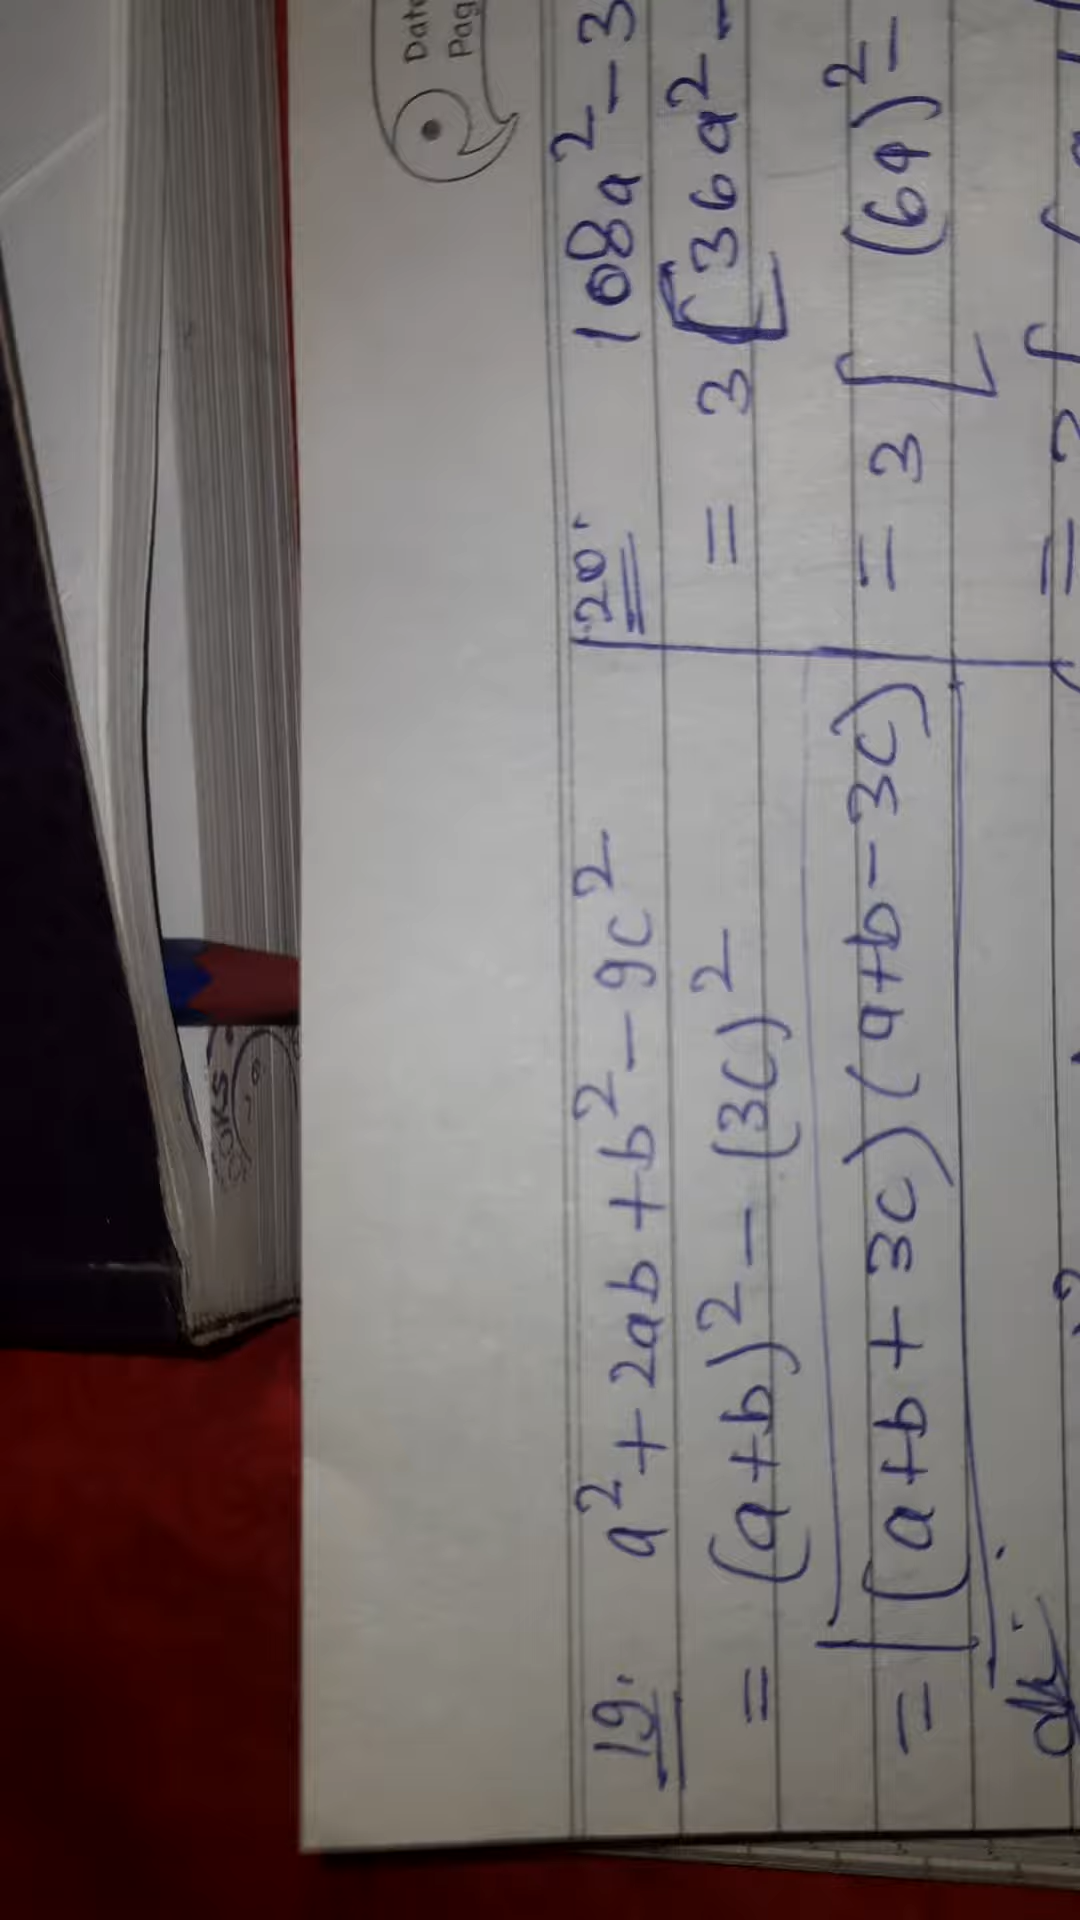 Date
Pag
19. a² + 2ab + b² - 9c²
= (a+b)² - (3c)²
= (a+b+3c)(a+b-3c)
20. 108a² - 3
= 3[36a² -
= 3[(6a)² -